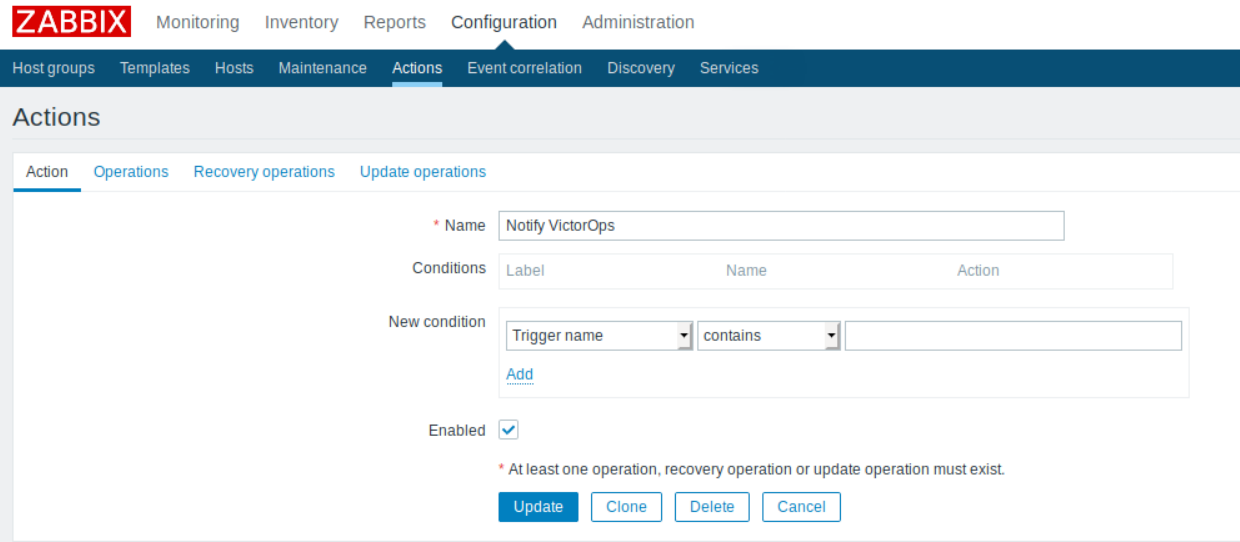 ZABBIX Monitoring Inventory Reports Configuration Administration
Host groups Templates Hosts Maintenance Actions Event correlation Discovery Services
Actions
Action Operations Recovery operations Update operations
* Name Notify VictorOps
Conditions Label Name Action
New condition Trigger name contains
Add
Enabled
* At least one operation, recovery operation or update operation must exist.
Update Clone Delete Cancel